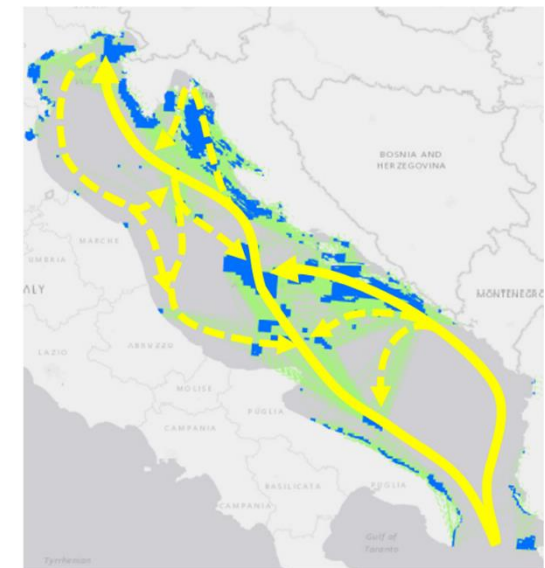 BOSNIA AND
HERZEGOVINA
MARCHE
UMBRIA
MONTENEGRO
ALY
LAZIO
ABRUZZO
MOLISE
PUGLIA
CAMPANIA
BASILICATA
PUGLIA
CAMPANIA
Gulf of
Taranto
Tyrrhenian